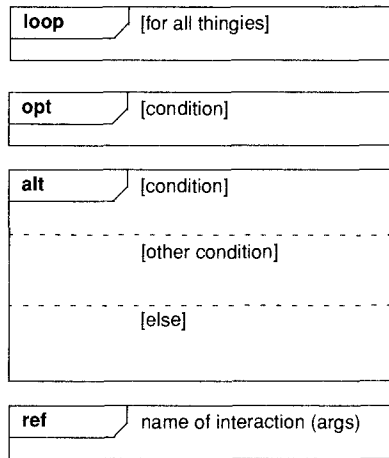 loop [for all thingies]
opt [condition]
alt [condition]
[other condition]
[else]
ref name of interaction (args)